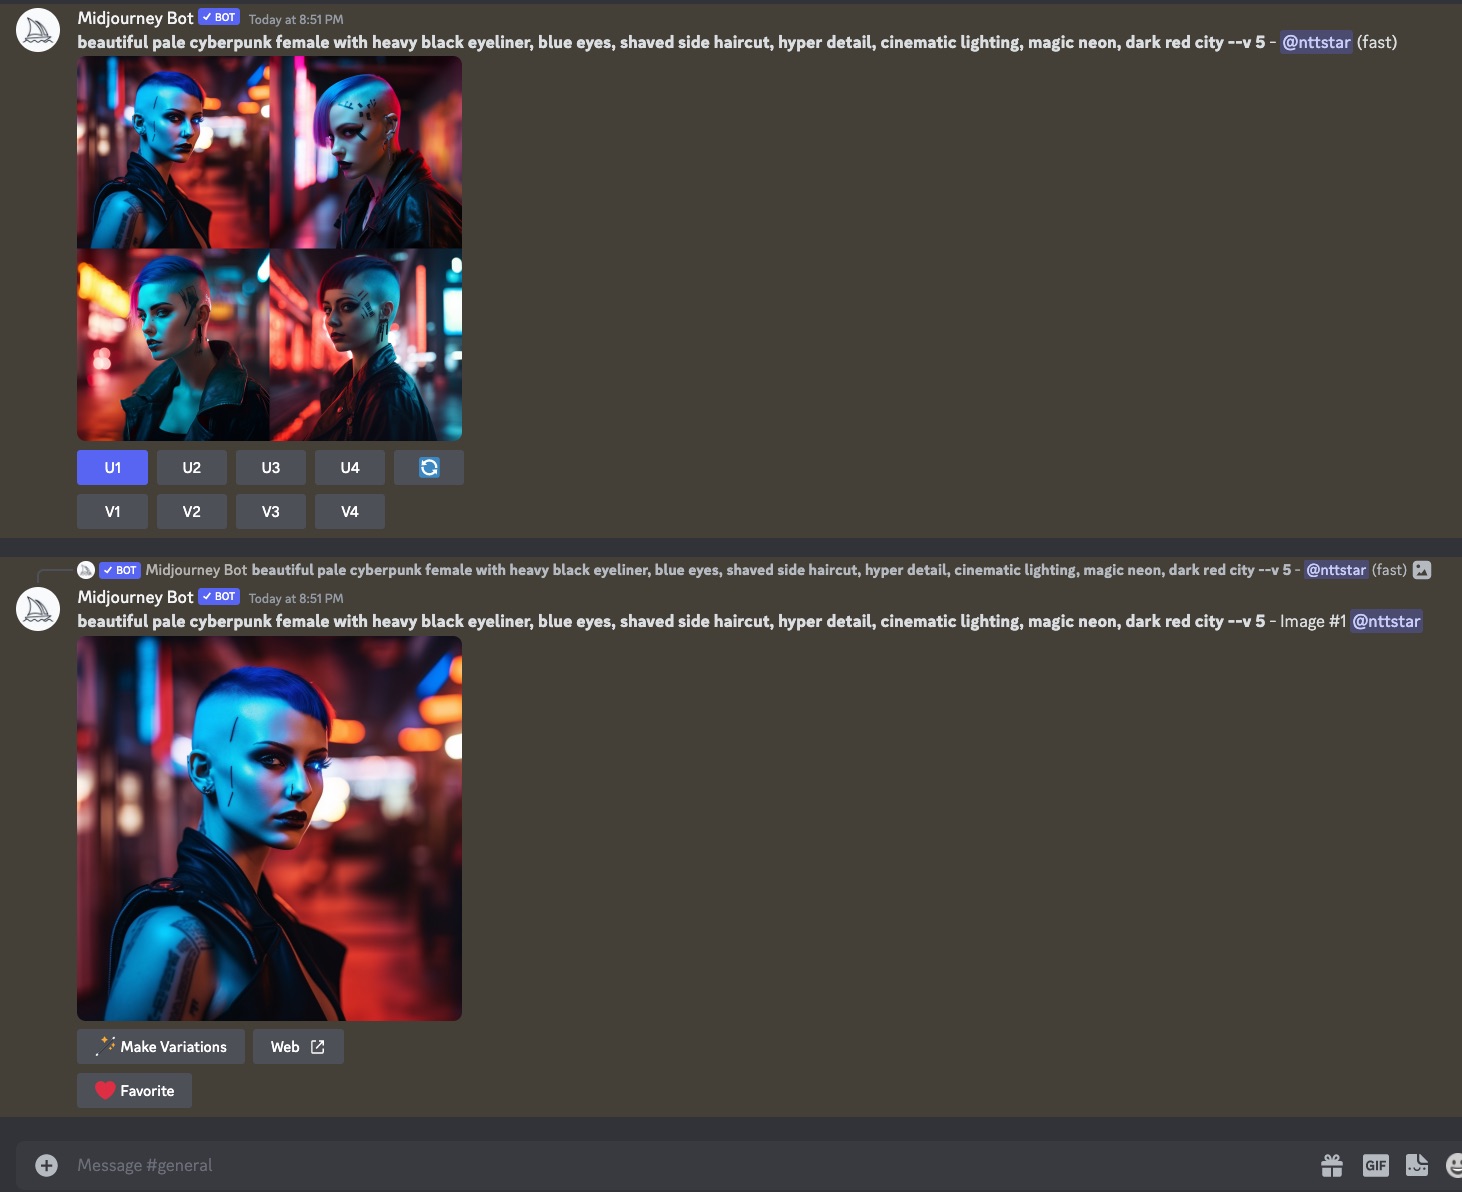 Midjourney Bot ✓ BOT Today at 8:51 PM
beautiful pale cyberpunk female with heavy black eyeliner, blue eyes, shaved side haircut, hyper detail, cinematic lighting, magic neon, dark red city --v 5 - @nttstar (fast)
U1 U2 U3 U4
V1 V2 V3 V4
✓ BOT Midjourney Bot beautiful pale cyberpunk female with heavy black eyeliner, blue eyes, shaved side haircut, hyper detail, cinematic lighting, magic neon, dark red city --v 5 - @nttstar (fast)
Midjourney Bot ✓ BOT Today at 8:51 PM
beautiful pale cyberpunk female with heavy black eyeliner, blue eyes, shaved side haircut, hyper detail, cinematic lighting, magic neon, dark red city --v 5 - Image #1 @nttstar
Make Variations Web
Favorite
Message #general GIF